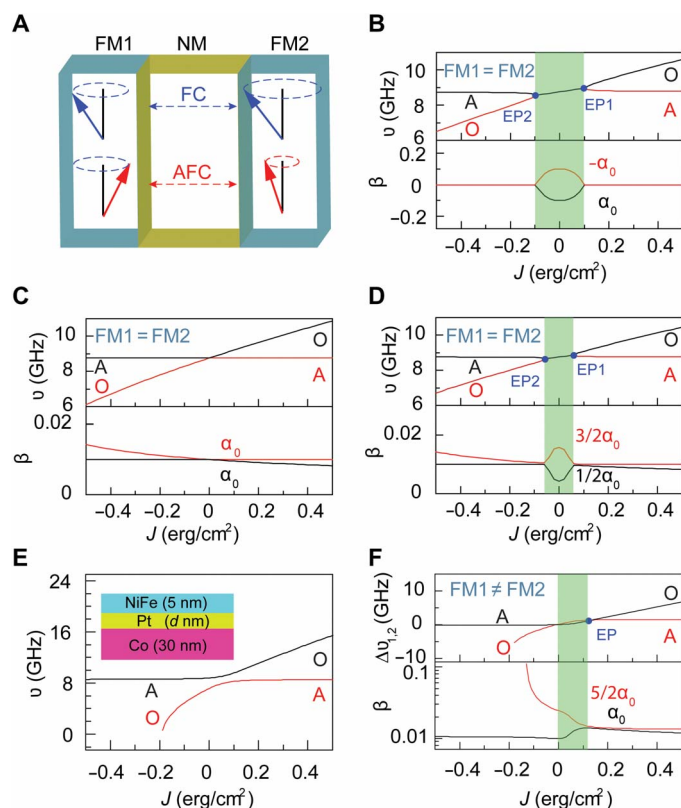 A
FM1 NM FM2
FC
AFC
B
FM1 = FM2
O
A
EP2
EP1
O
A
υ (GHz)
10
8
6
0.2
0
−0.2
β
−α₀
α₀
−0.4 −0.2 0 0.2 0.4
J (erg/cm²)
C
FM1 = FM2
O
A
O
A
υ (GHz)
10
8
6
0.02
0
β
α₀
α₀
−0.4 −0.2 0 0.2 0.4
J (erg/cm²)
D
FM1 = FM2
O
A
EP2
EP1
O
A
υ (GHz)
10
8
6
0.02
0
β
3/2α₀
1/2α₀
−0.4 −0.2 0 0.2 0.4
J (erg/cm²)
E
24
16
8
0
υ (GHz)
NiFe (5 nm)
Pt (d nm)
Co (30 nm)
O
A
A
O
−0.4 −0.2 0 0.2 0.4
J (erg/cm²)
F
FM1 ≠ FM2
O
A
EP
O
A
Δυ1,2 (GHz)
10
0
−10
0.1
0.01
β
5/2α₀
α₀
−0.4 −0.2 0 0.2 0.4
J (erg/cm²)